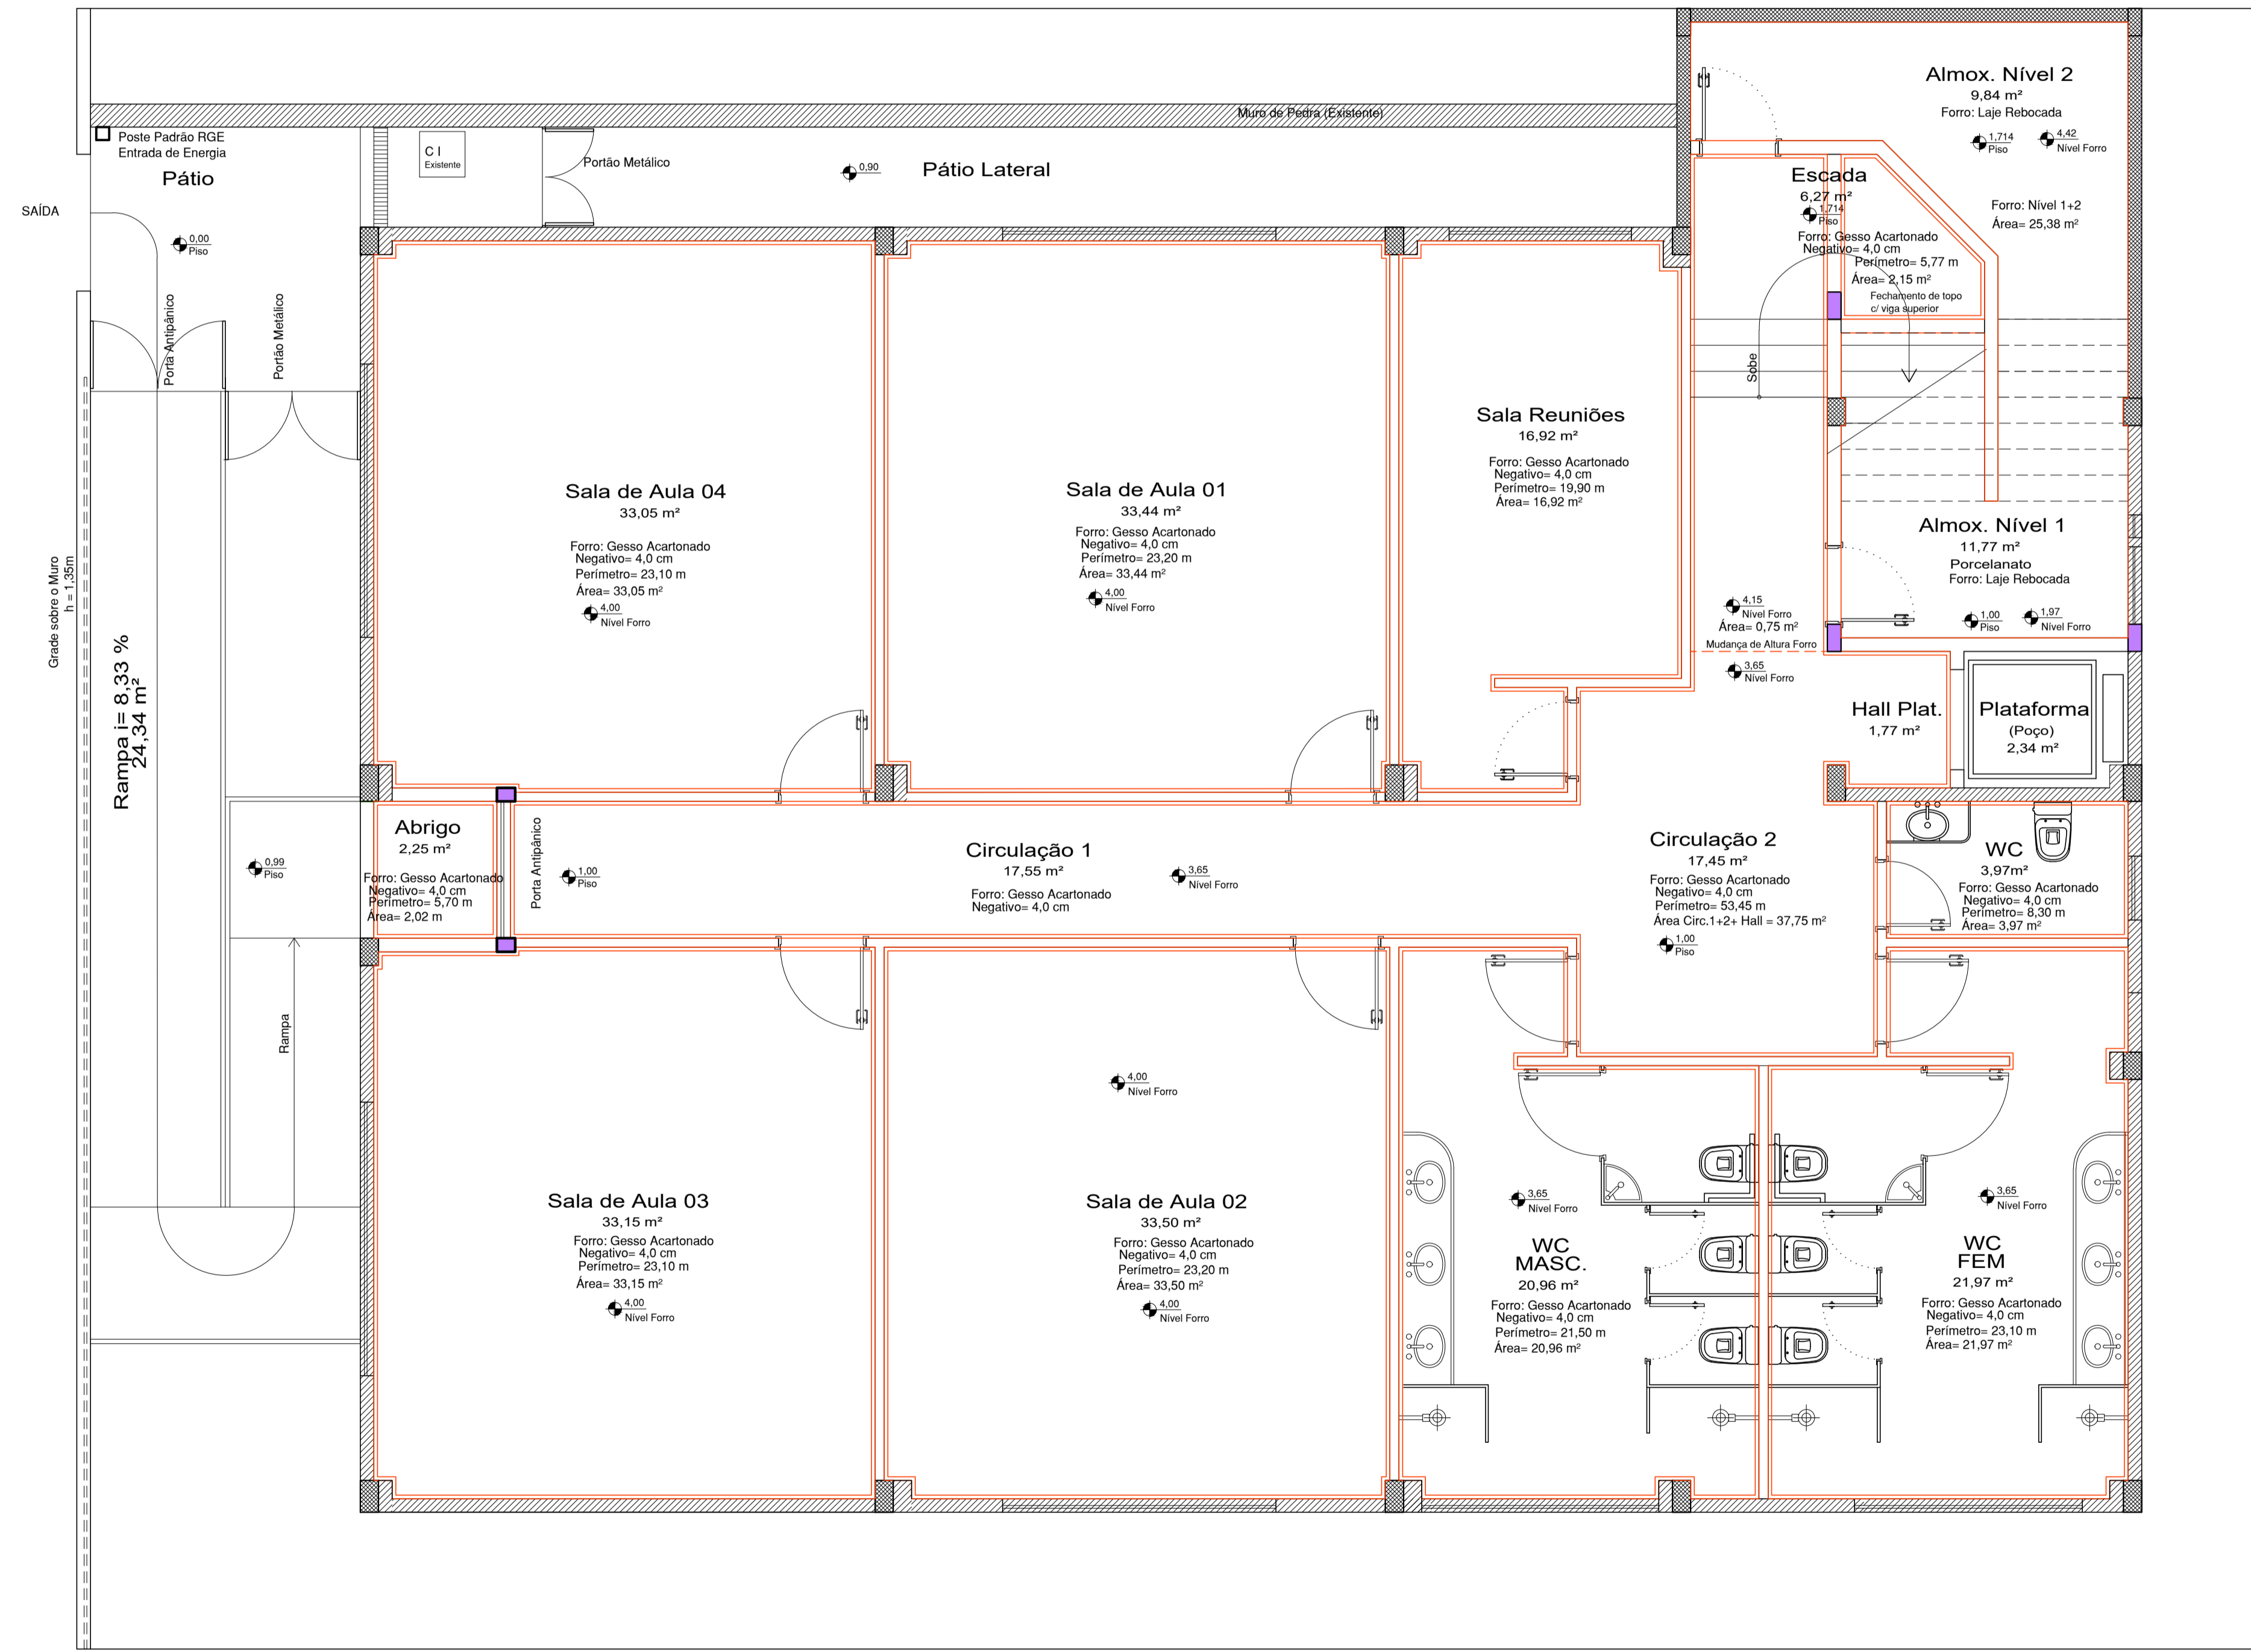 Almox. Nível 2
9,84 m²
Forro: Laje Rebocada
1,714
Piso
4,42
Nível Forro
Forro: Nível 1+2
Área= 25,38 m²
Muro de Pedra (Existente)
Poste Padrão RGE
Entrada de Energia
Pátio
SAÍDA
0,00
Piso
C I
Existente
Portão Metálico
0,90
Pátio Lateral
Escada
6,27 m²
1,714
Piso
Forro: Gesso Acartonado
Negativo= 4,0 cm
Perímetro= 5,77 m
Área= 2,15 m²
Fechamento de topo
c/ viga superior
Sobe
Porta Antipânico
Portão Metálico
Grade sobre o Muro
h = 1,35m
Rampa i= 8,33 %
24,34 m²
Sala de Aula 04
33,05 m²
Forro: Gesso Acartonado
Negativo= 4,0 cm
Perímetro= 23,10 m
Área= 33,05 m²
4,00
Nível Forro
Sala de Aula 01
33,44 m²
Forro: Gesso Acartonado
Negativo= 4,0 cm
Perímetro= 23,20 m
Área= 33,44 m²
4,00
Nível Forro
Sala Reuniões
16,92 m²
Forro: Gesso Acartonado
Negativo= 4,0 cm
Perímetro= 19,90 m
Área= 16,92 m²
Almox. Nível 1
11,77 m²
Porcelanato
Forro: Laje Rebocada
1,00
Piso
1,97
Nível Forro
4,15
Nível Forro
Área= 0,75 m²
Mudança de Altura Forro
3,65
Nível Forro
Hall Plat.
1,77 m²
Plataforma
(Poço)
2,34 m²
Abrigo
2,25 m²
Forro: Gesso Acartonado
Negativo= 4,0 cm
Perímetro= 5,70 m
Área= 2,02 m
0,99
Piso
Porta Antipânico
1,00
Piso
Circulação 1
17,55 m²
Forro: Gesso Acartonado
Negativo= 4,0 cm
3,65
Nível Forro
Circulação 2
17,45 m²
Forro: Gesso Acartonado
Negativo= 4,0 cm
Perímetro= 53,45 m
Área Circ.1+2+ Hall = 37,75 m²
1,00
Piso
WC
3,97m²
Forro: Gesso Acartonado
Negativo= 4,0 cm
Perímetro= 8,30 m
Área= 3,97 m²
Rampa
Sala de Aula 03
33,15 m²
Forro: Gesso Acartonado
Negativo= 4,0 cm
Perímetro= 23,10 m
Área= 33,15 m²
4,00
Nível Forro
4,00
Nível Forro
Sala de Aula 02
33,50 m²
Forro: Gesso Acartonado
Negativo= 4,0 cm
Perímetro= 23,20 m
Área= 33,50 m²
4,00
Nível Forro
3,65
Nível Forro
WC
MASC.
20,96 m²
Forro: Gesso Acartonado
Negativo= 4,0 cm
Perímetro= 21,50 m
Área= 20,96 m²
3,65
Nível Forro
WC
FEM
21,97 m²
Forro: Gesso Acartonado
Negativo= 4,0 cm
Perímetro= 23,10 m
Área= 21,97 m²